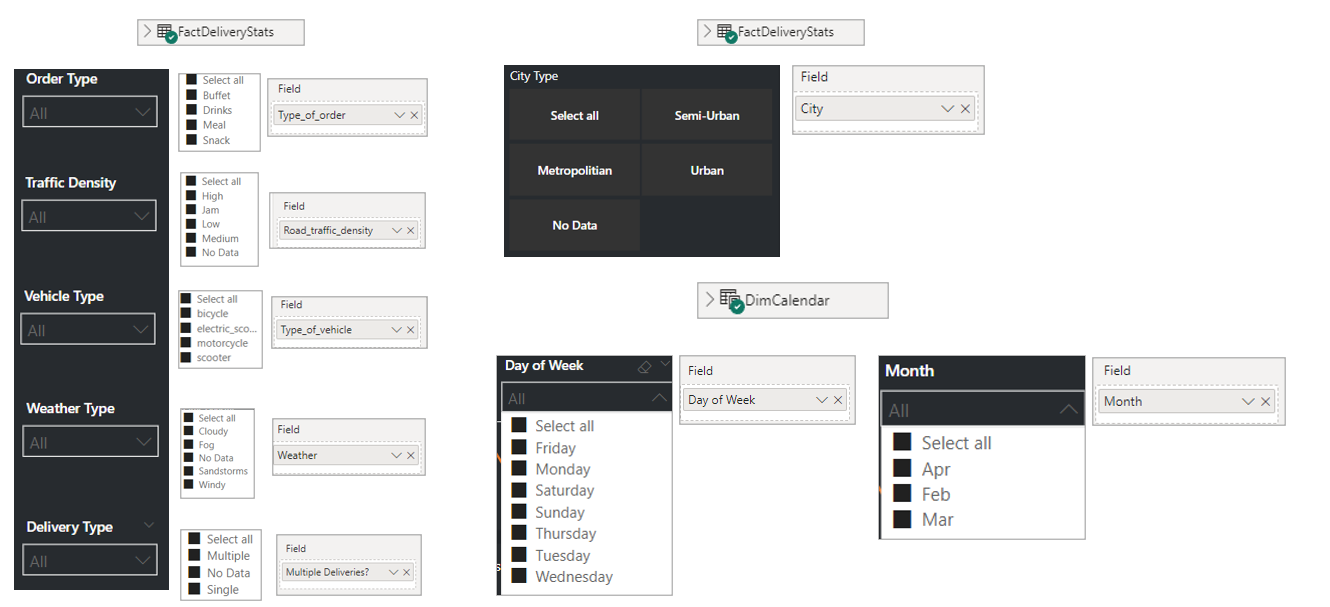 FactDeliveryStats
Order Type
All
Select all
Buffet
Drinks
Meal
Snack
Field
Type_of_order
Traffic Density
All
Select all
High
Jam
Low
Medium
No Data
Field
Road_traffic_density
Vehicle Type
All
Select all
bicycle
electric_sco...
motorcycle
scooter
Field
Type_of_vehicle
Weather Type
All
Select all
Cloudy
Fog
No Data
Sandstorms
Windy
Field
Weather
Delivery Type
All
Select all
Multiple
No Data
Single
Field
Multiple Deliveries?
FactDeliveryStats
City Type
Select all
Semi-Urban
Metropolitian
Urban
No Data
Field
City
DimCalendar
Day of Week
All
Select all
Friday
Monday
Saturday
Sunday
Thursday
Tuesday
Wednesday
Field
Day of Week
Month
All
Select all
Apr
Feb
Mar
Field
Month